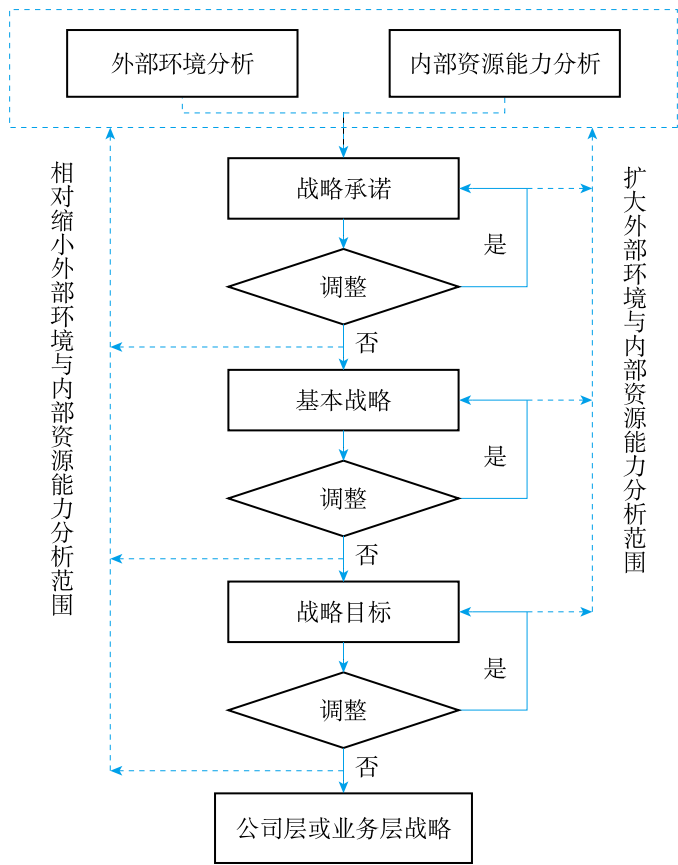 外部环境分析
内部资源能力分析
战略承诺
是
调整
否
基本战略
是
调整
否
战略目标
是
调整
否
公司层或业务层战略
相对缩小外部环境与内部资源能力分析范围
扩大外部环境与内部资源能力分析范围